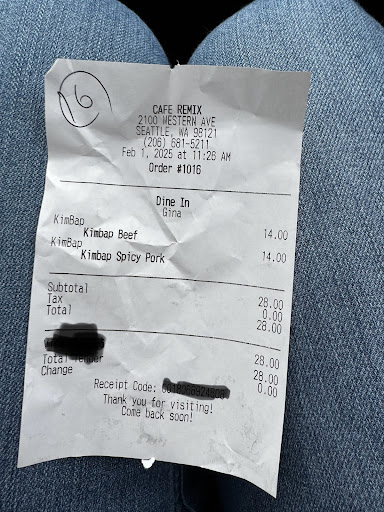 16
CAFE REMIX
2100 WESTERN AVE
SEATTLE, WA 98121
(206) 681-5211
Feb 1, 2025 at 11:26 AM
Order #1016
Dine In
Gina
KimBap
Kimbap Beef 14.00
KimBap
Kimbap Spicy Pork 14.00
Subtotal 28.00
Tax 0.00
Total 28.00
28.00
Total Tender 28.00
Change 0.00
Receipt Code:
Thank you for visiting!
Come back soon!